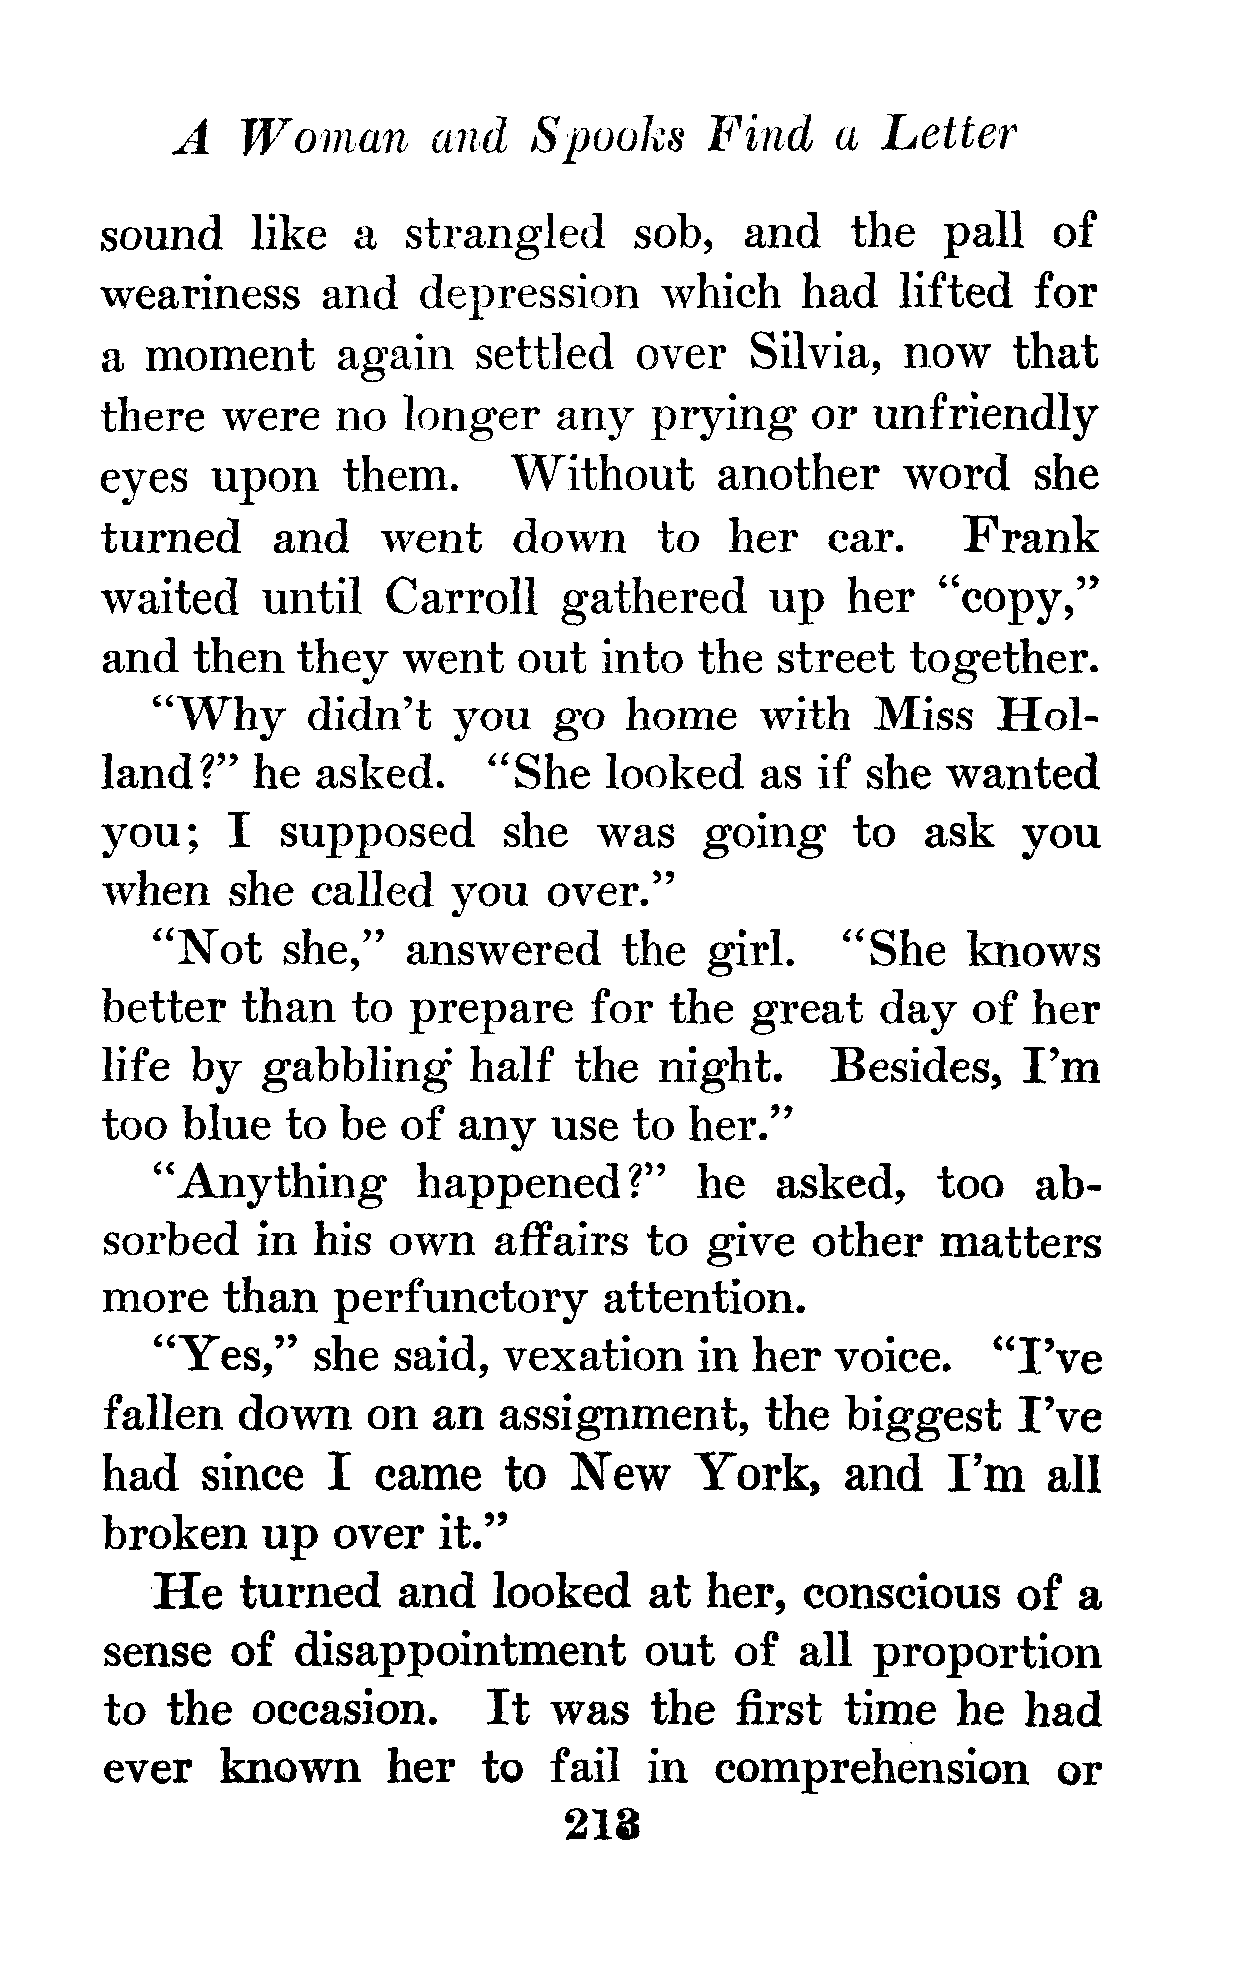 A Woman and Spooks Find a Letter
sound like a strangled sob, and the pall of
weariness and depression which had lifted for
a moment again settled over Silvia, now that
there were no longer any prying or unfriendly
eyes upon them. Without another word she
turned and went down to her car. Frank
waited until Carroll gathered up her “copy,”
and then they went out into the street together.
“Why didn’t you go home with Miss Hol-
land?” he asked. “She looked as if she wanted
you; I supposed she was going to ask you
when she called you over.”
“Not she,” answered the girl. “She knows
better than to prepare for the great day of her
life by gabbling half the night. Besides, I’m
too blue to be of any use to her.”
“Anything happened?” he asked, too ab-
sorbed in his own affairs to give other matters
more than perfunctory attention.
“Yes,” she said, vexation in her voice. “I’ve
fallen down on an assignment, the biggest I’ve
had since I came to New York, and I’m all
broken up over it.”
He turned and looked at her, conscious of a
sense of disappointment out of all proportion
to the occasion. It was the first time he had
ever known her to fail in comprehension or
213